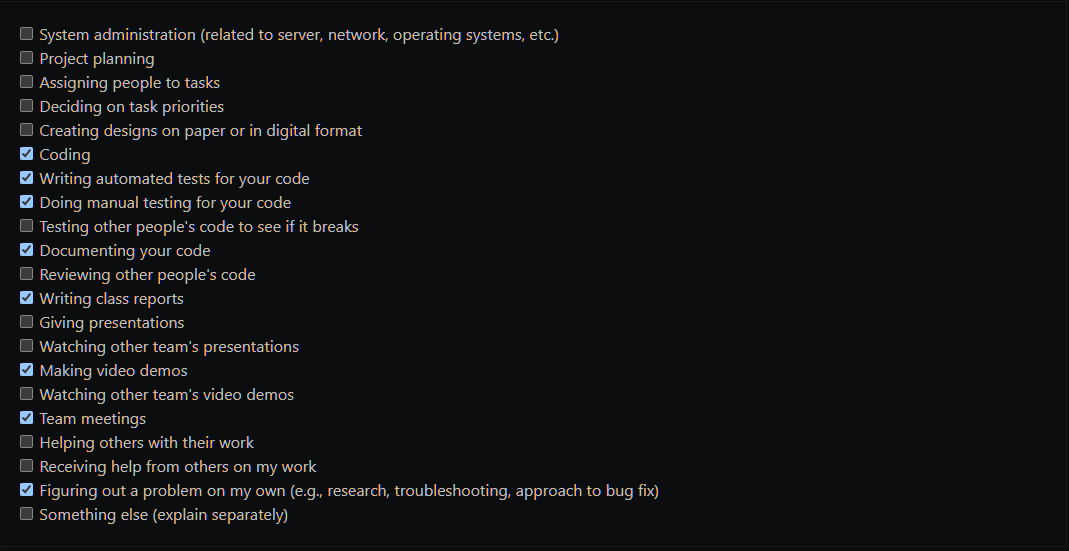 System administration (related to server, network, operating systems, etc.)
Project planning
Assigning people to tasks
Deciding on task priorities
Creating designs on paper or in digital format
Coding
Writing automated tests for your code
Doing manual testing for your code
Testing other people's code to see if it breaks
Documenting your code
Reviewing other people's code
Writing class reports
Giving presentations
Watching other team's presentations
Making video demos
Watching other team's video demos
Team meetings
Helping others with their work
Receiving help from others on my work
Figuring out a problem on my own (e.g., research, troubleshooting, approach to bug fix)
Something else (explain separately)